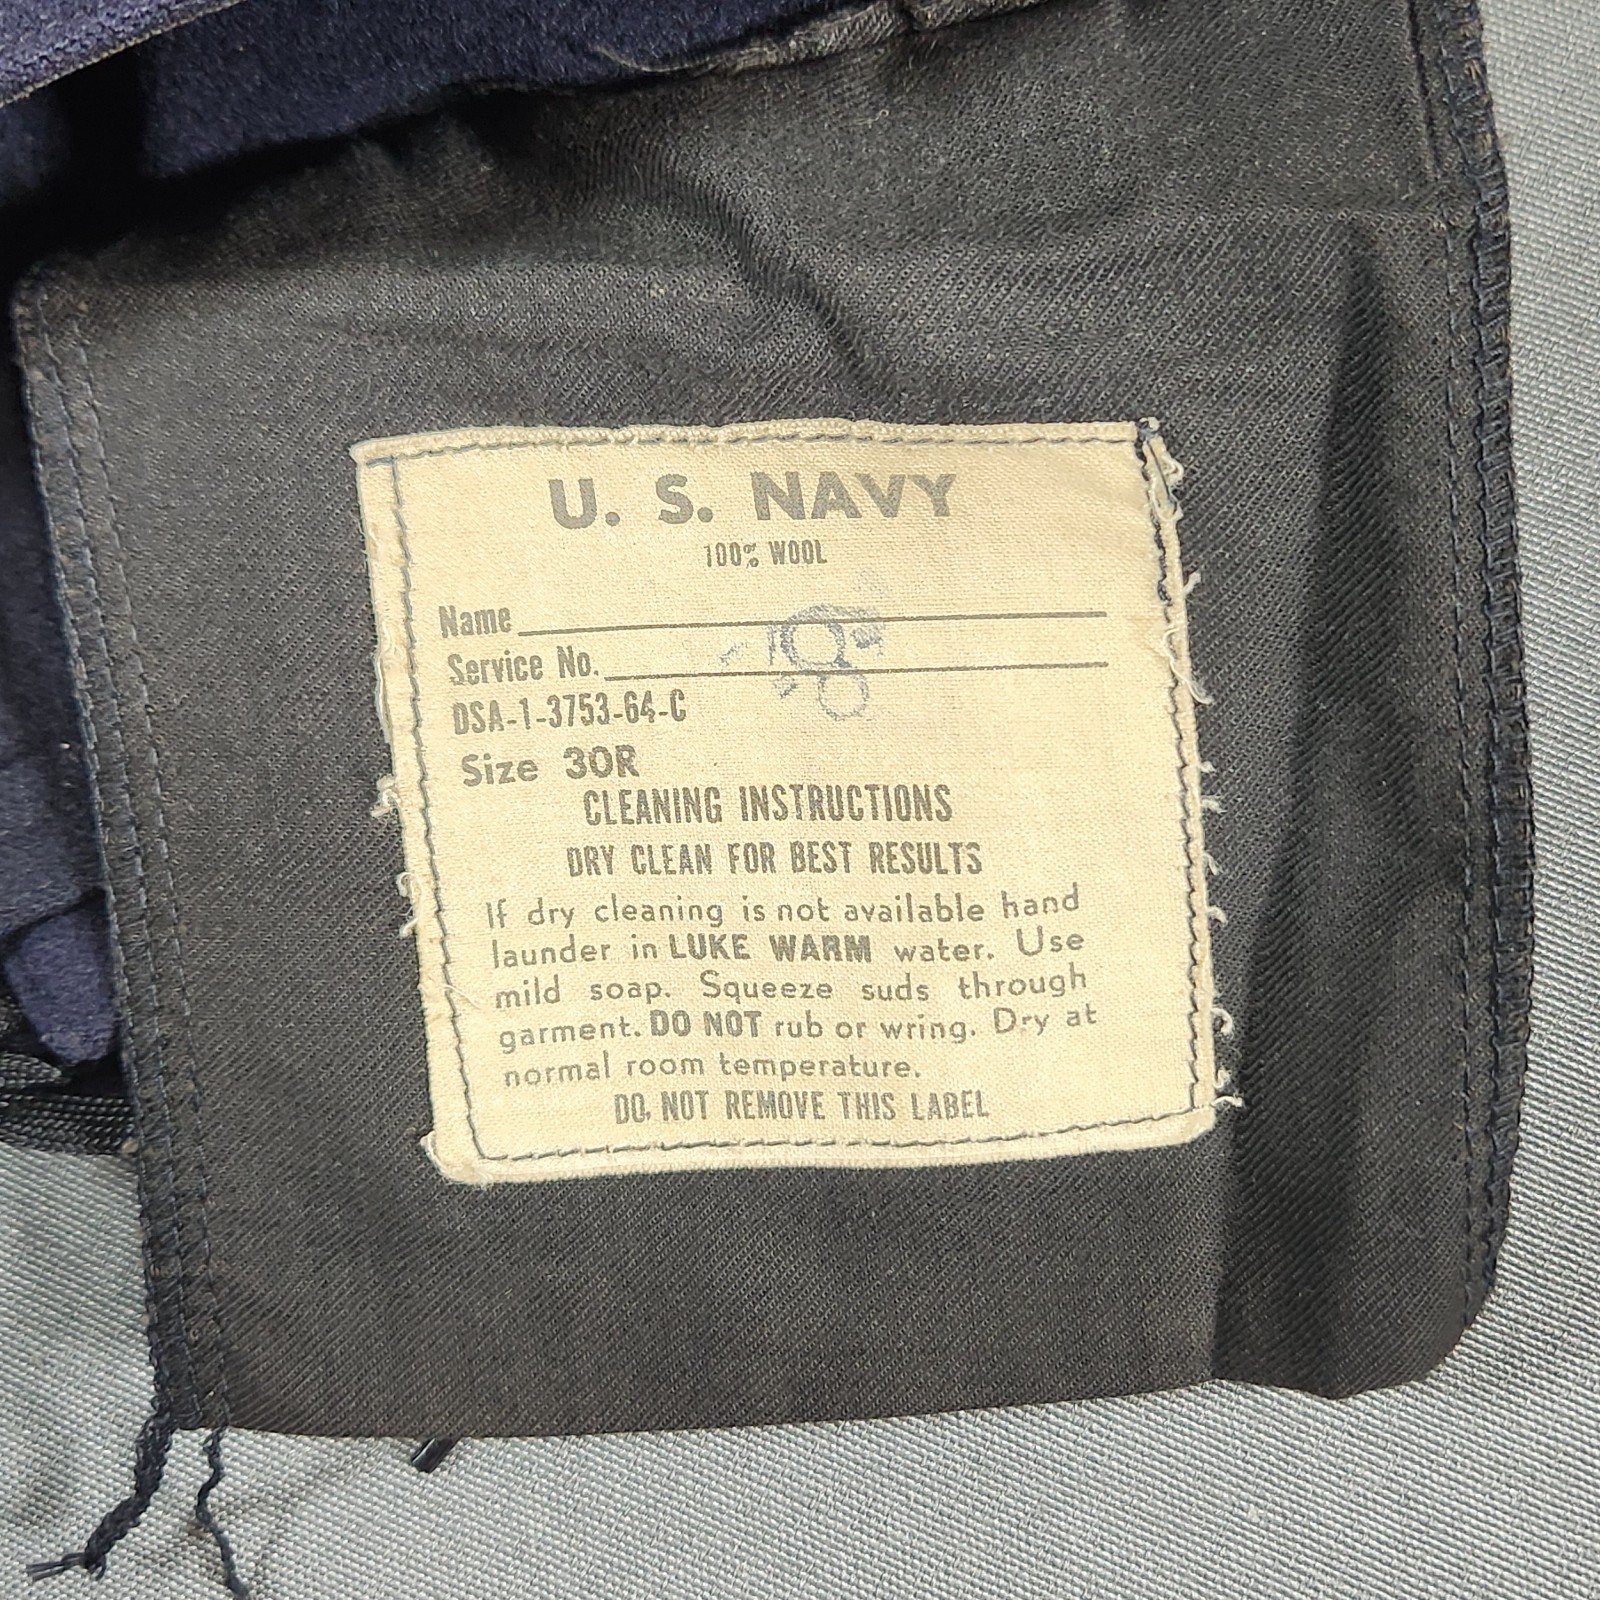 U. S. NAVY
100% WOOL
Name
Service No.
DSA-1-3753-64-C
Size 30R
CLEANING INSTRUCTIONS
DRY CLEAN FOR BEST RESULTS
If dry cleaning is not available hand
launder in LUKE WARM water. Use
mild soap. Squeeze suds through
garment. DO NOT rub or wring. Dry at
normal room temperature.
DO NOT REMOVE THIS LABEL